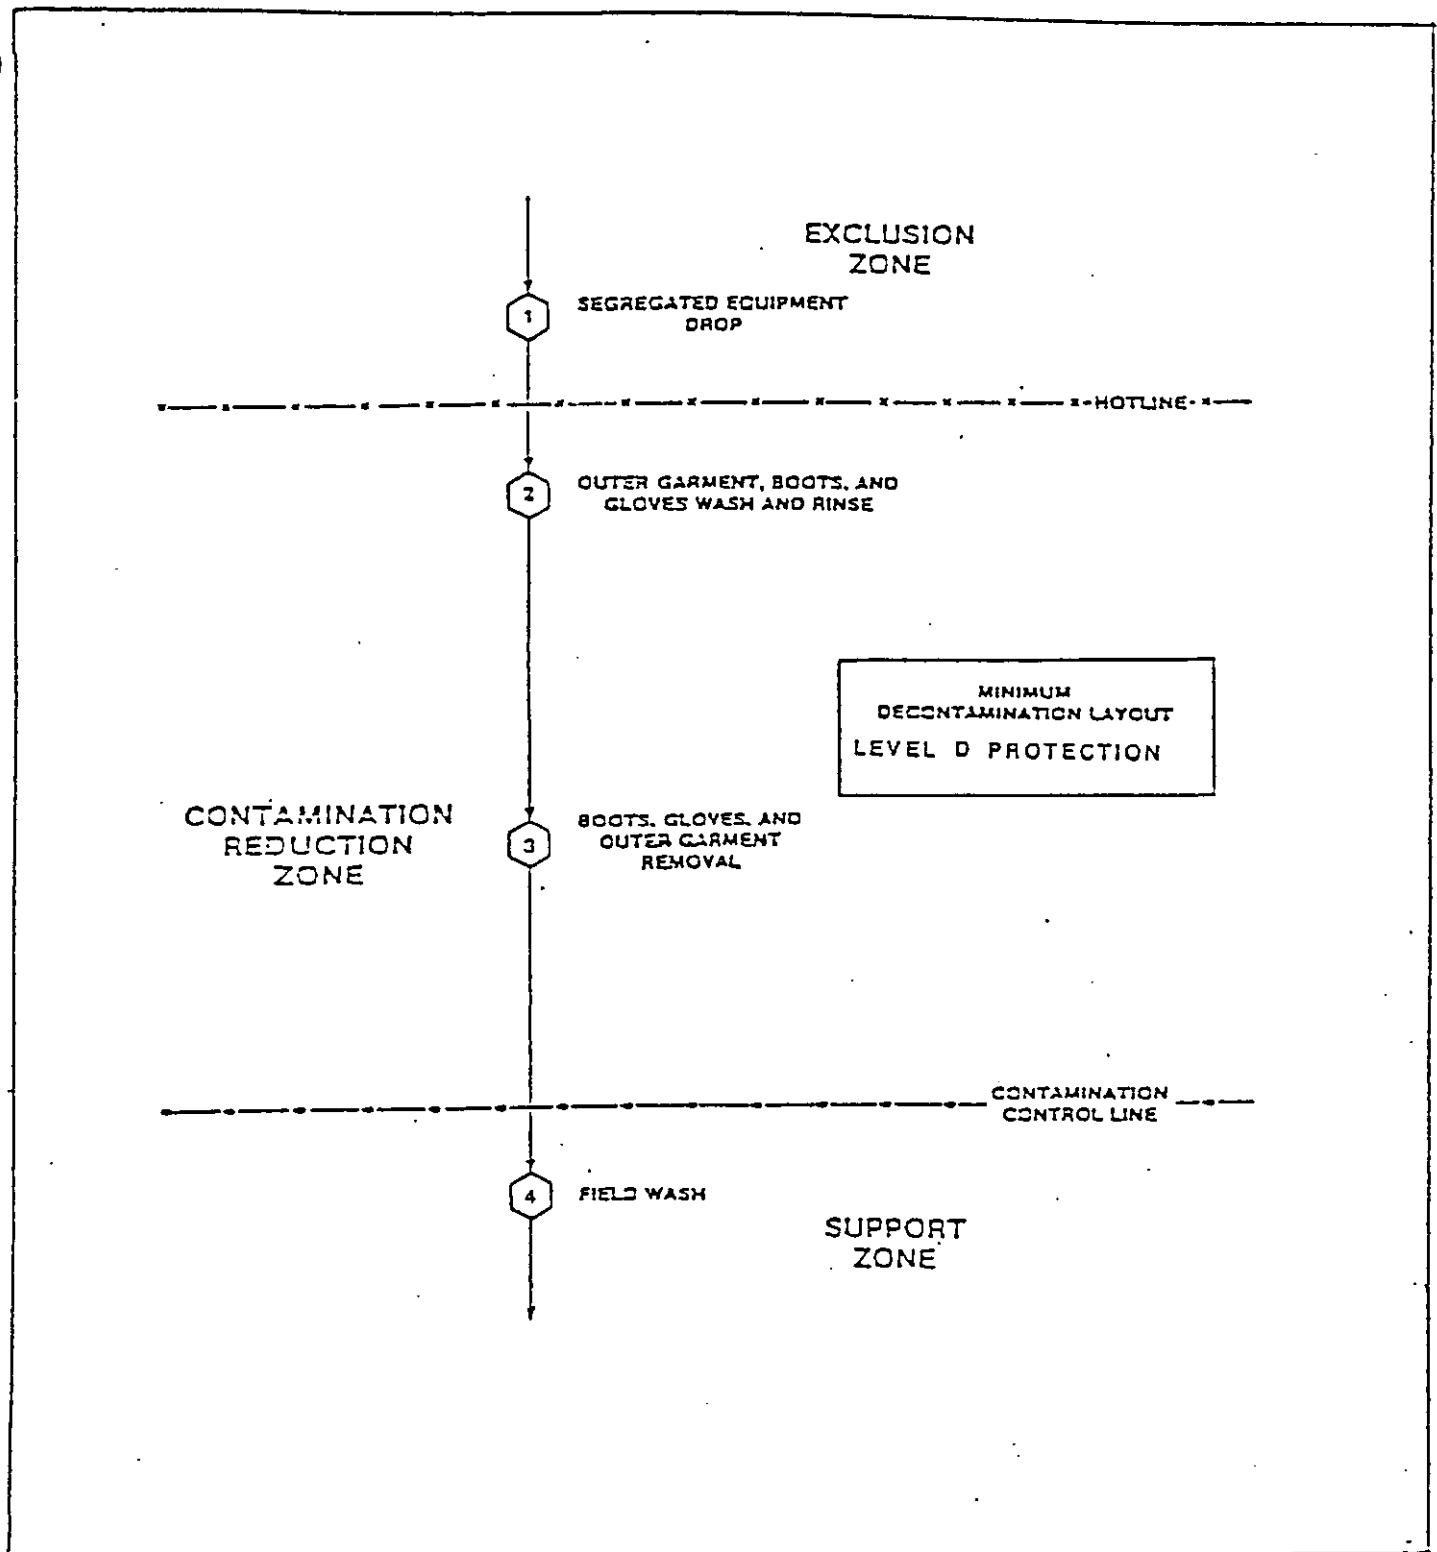 EXCLUSION
ZONE
1
SEGREGATED EQUIPMENT
DROP
HOTLINE
2
OUTER GARMENT, BOOTS, AND
GLOVES WASH AND RINSE
MINIMUM
DECONTAMINATION LAYOUT
LEVEL D PROTECTION
CONTAMINATION
REDUCTION
ZONE
3
BOOTS, GLOVES, AND
OUTER GARMENT
REMOVAL
CONTAMINATION
CONTROL LINE
4
FIELD WASH
SUPPORT
ZONE